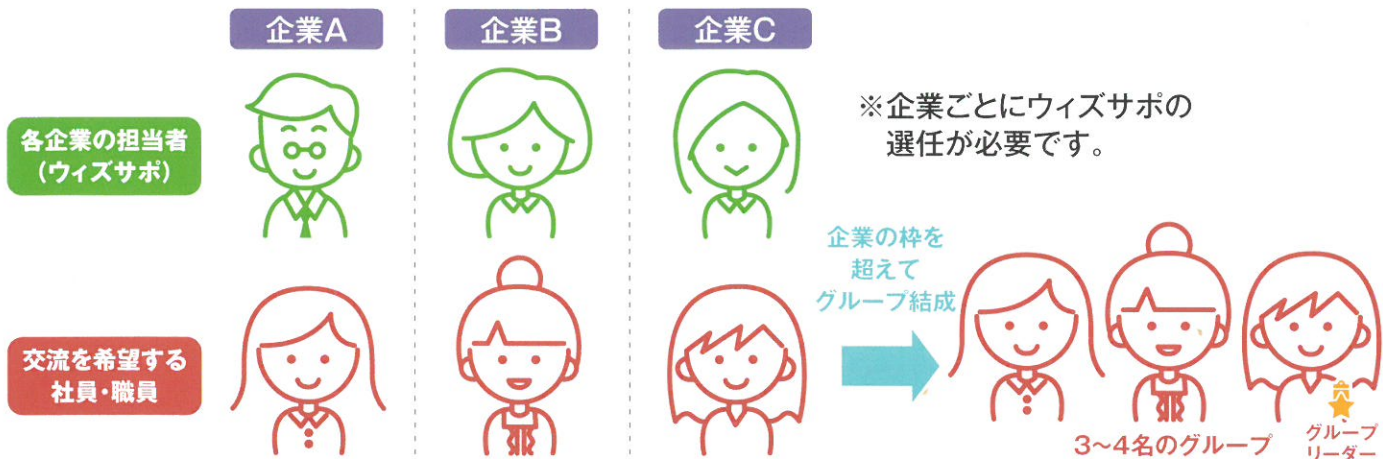 企業A
企業B
企業C
各企業の担当者
(ウィズサポ)
※企業ごとにウィズサポの
選任が必要です。
交流を希望する
社員・職員
企業の枠を
超えて
グループ結成
3〜4名のグループ
グループ
リーダー